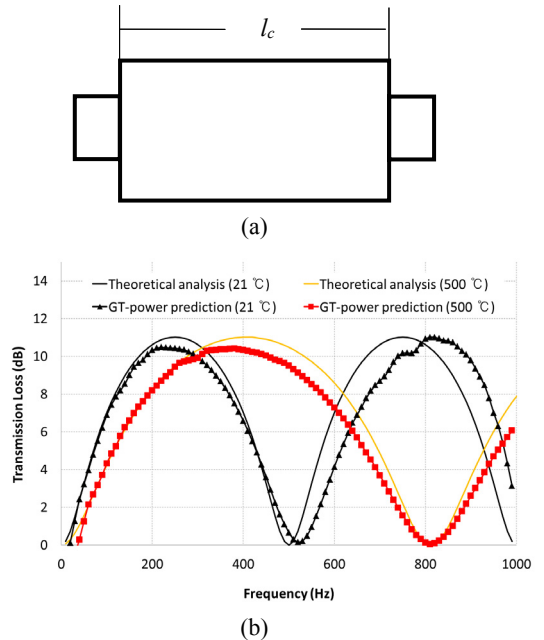 l_c
(a)
Theoretical analysis (21 ℃)
Theoretical analysis (500 ℃)
GT-power prediction (21 ℃)
GT-power prediction (500 ℃)
Transmission Loss (dB)
14
12
10
8
6
4
2
0
0
200
400
600
800
1000
Frequency (Hz)
(b)